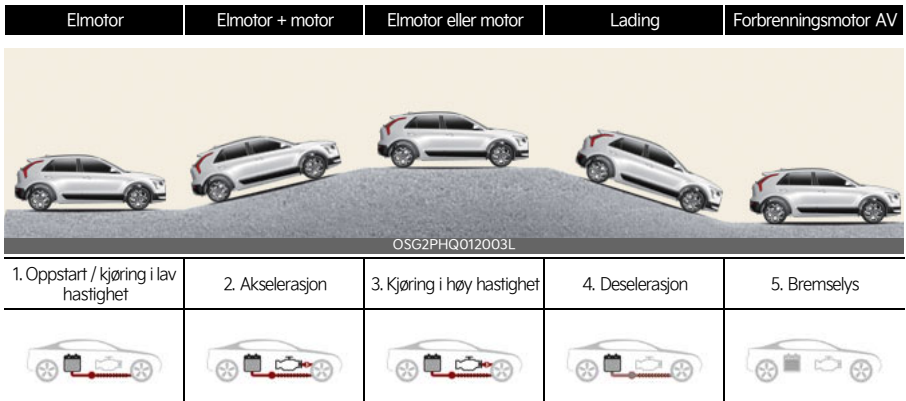 Elmotor
Elmotor + motor
Elmotor eller motor
Lading
Forbrenningsmotor AV
OSG2PHQ012003L
1. Oppstart / kjøring i lav
hastighet
2. Akselerasjon
3. Kjøring i høy hastighet
4. Deselerasjon
5. Bremselys